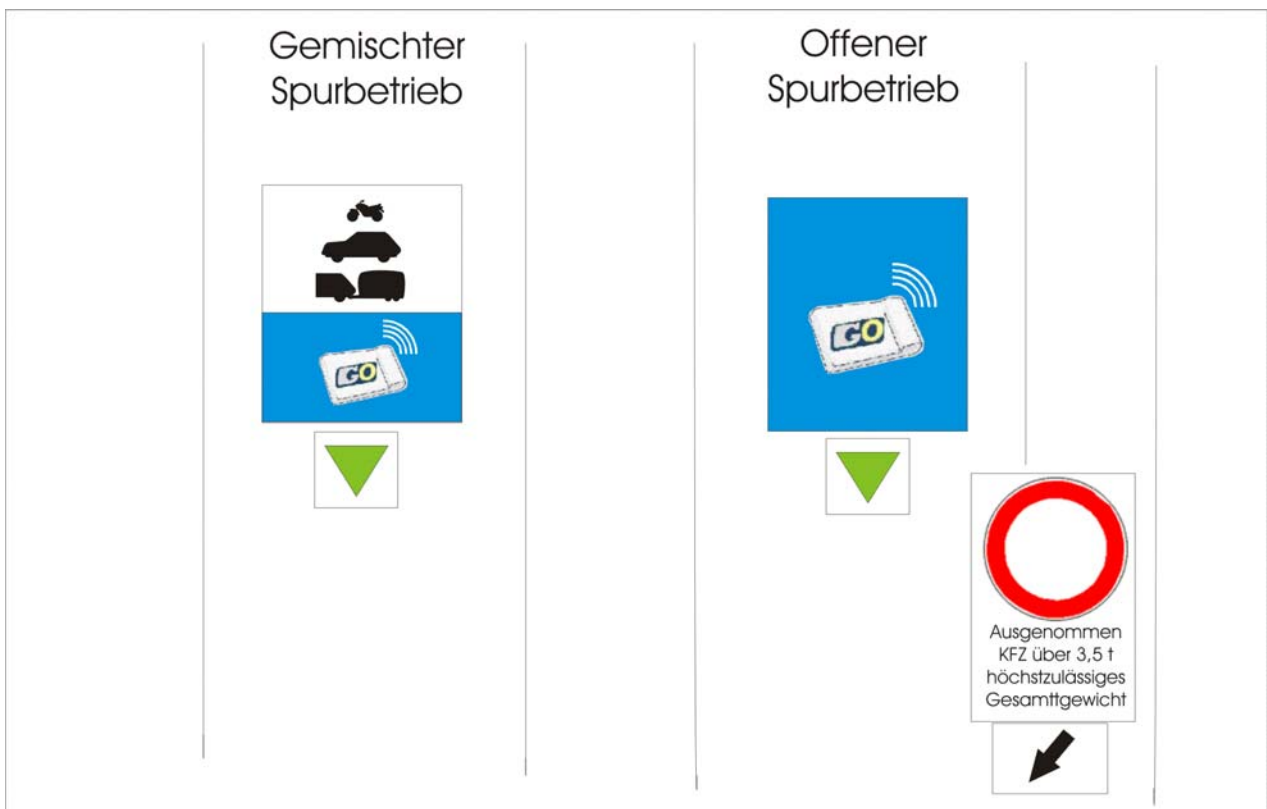 Gemischter
Spurbetrieb
GO
Offener
Spurbetrieb
GO
Ausgenommen
KFZ über 3,5 t
höchstzulässiges
Gesamttgewicht